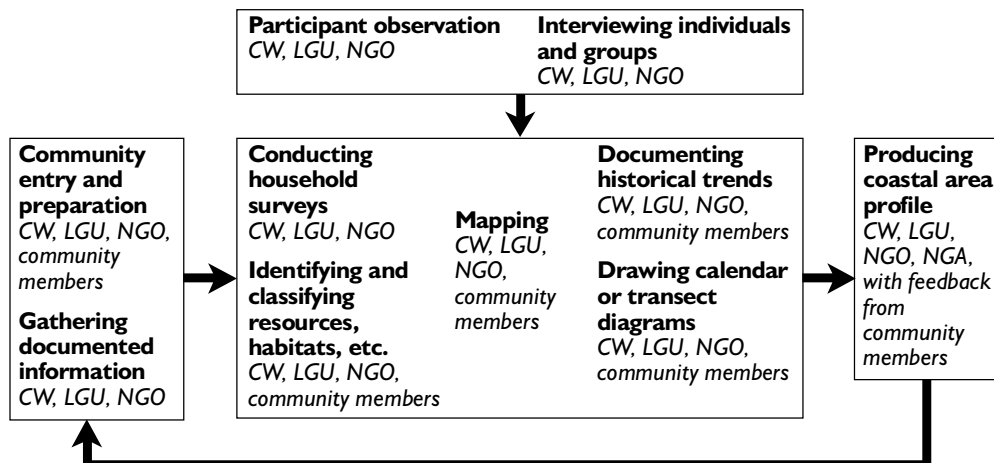 Participant observation
CW, LGU, NGO
Interviewing individuals
and groups
CW, LGU, NGO
Community
entry and
preparation
CW, LGU, NGO,
community
members
Gathering
documented
information
CW, LGU, NGO
Conducting
household
surveys
CW, LGU, NGO
Identifying and
classifying
resources,
habitats, etc.
CW, LGU, NGO,
community members
Mapping
CW, LGU,
NGO,
community
members
Documenting
historical trends
CW, LGU, NGO,
community members
Drawing calendar
or transect
diagrams
CW, LGU, NGO,
community members
Producing
coastal area
profile
CW, LGU,
NGO, NGA,
with feedback
from
community
members